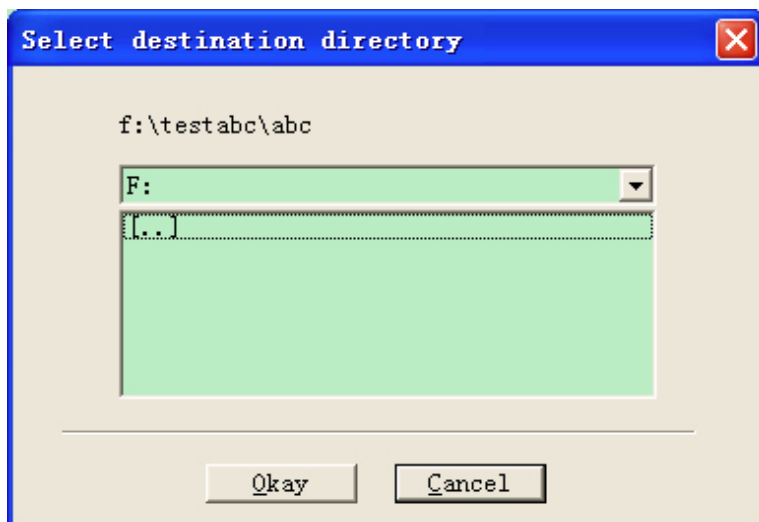 Select destination directory
f:\testabc\abc
F:
[..]
Okay
Cancel